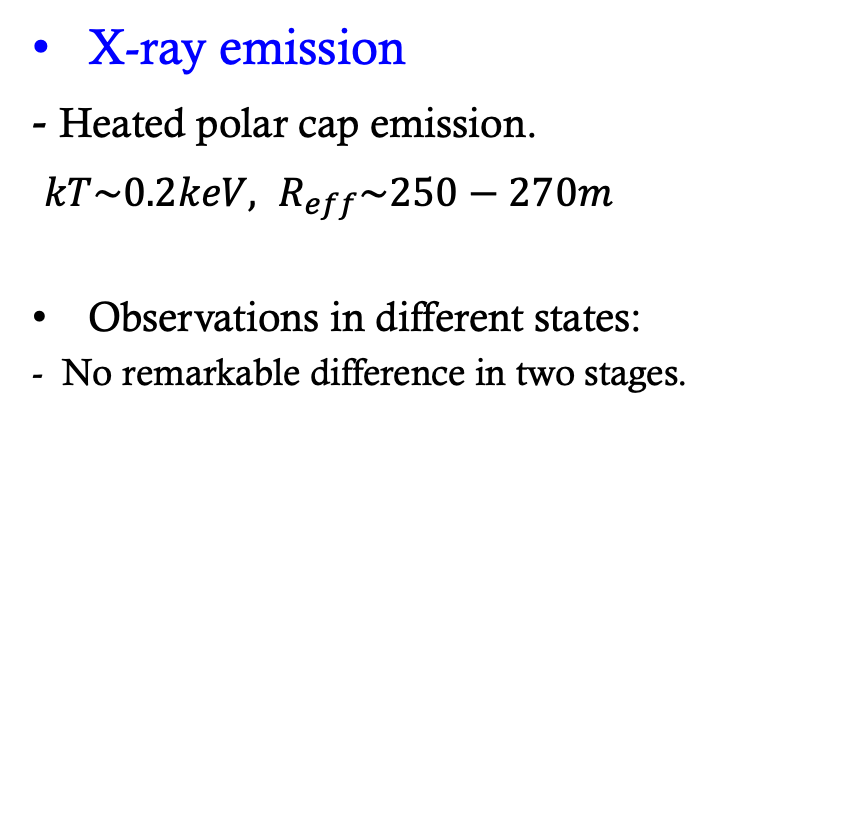 • X-ray emission
- Heated polar cap emission.
kT~0.2keV, R_eff~250 − 270m
• Observations in different states:
- No remarkable difference in two stages.